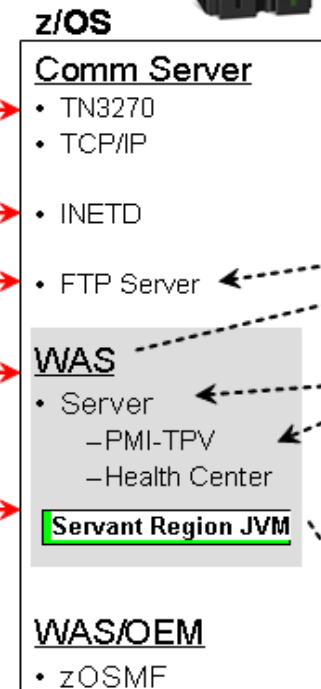 z/OS
Comm Server
• TN3270
• TCP/IP
• INETD
• FTP Server
WAS
• Server
–PMI-TPV
–Health Center
Servant Region JVM
WAS/OEM
• zOSMF